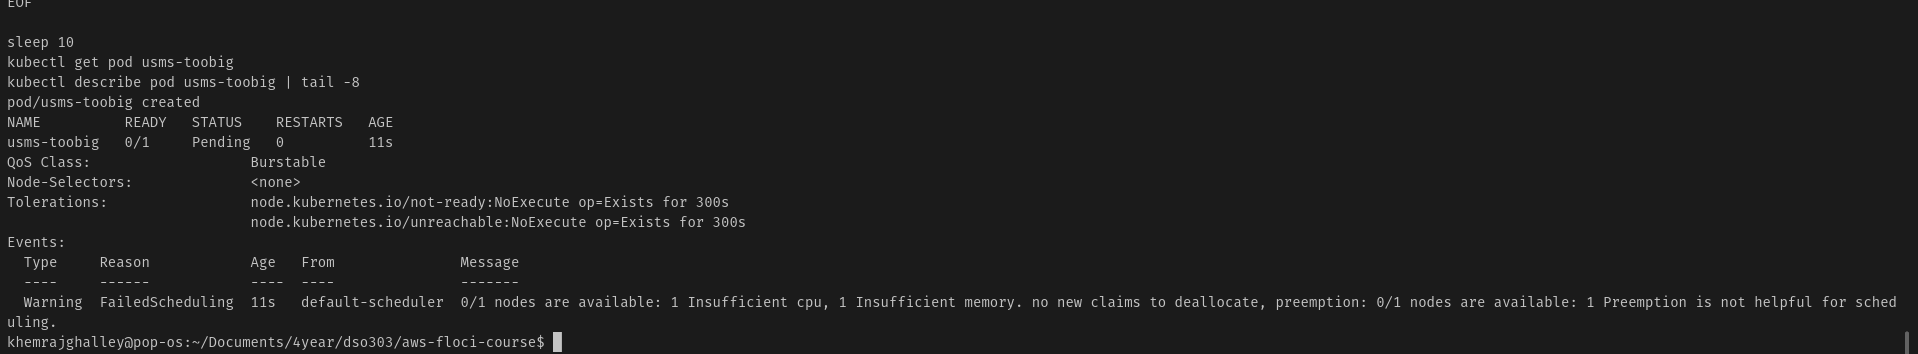 EOF
sleep 10
kubectl get pod usms-toobig
kubectl describe pod usms-toobig | tail -8
pod/usms-toobig created
NAME          READY   STATUS    RESTARTS   AGE
usms-toobig   0/1     Pending   0          11s
QoS Class:                   Burstable
Node-Selectors:              <none>
Tolerations:                 node.kubernetes.io/not-ready:NoExecute op=Exists for 300s
                             node.kubernetes.io/unreachable:NoExecute op=Exists for 300s
Events:
  Type     Reason            Age   From               Message
  ----     ------            ----  ----               -------
  Warning  FailedScheduling  11s   default-scheduler  0/1 nodes are available: 1 Insufficient cpu, 1 Insufficient memory. no new claims to deallocate, preemption: 0/1 nodes are available: 1 Preemption is not helpful for sched
uling.
khemrajghalley@pop-os:~/Documents/4year/dso303/aws-floci-course$